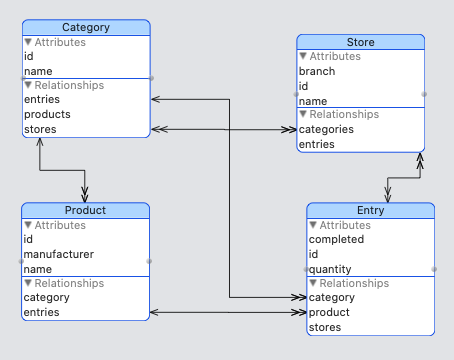 Category
▼ Attributes
id
name
▼ Relationships
entries
products
stores
Store
▼ Attributes
branch
id
name
▼ Relationships
categories
entries
Product
▼ Attributes
id
manufacturer
name
▼ Relationships
category
entries
Entry
▼ Attributes
completed
id
quantity
▼ Relationships
category
product
stores